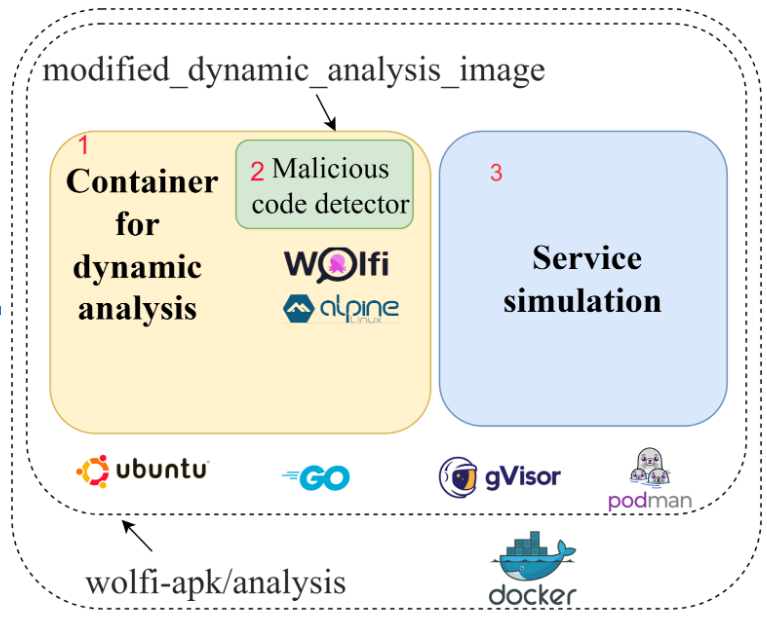 modified_dynamic_analysis_image
1
Container
for
dynamic
analysis
2 Malicious
code detector
WOlfi
alpine
LINUX
3
Service
simulation
ubuntu
GO
gVisor
podman
wolfi-apk/analysis
docker